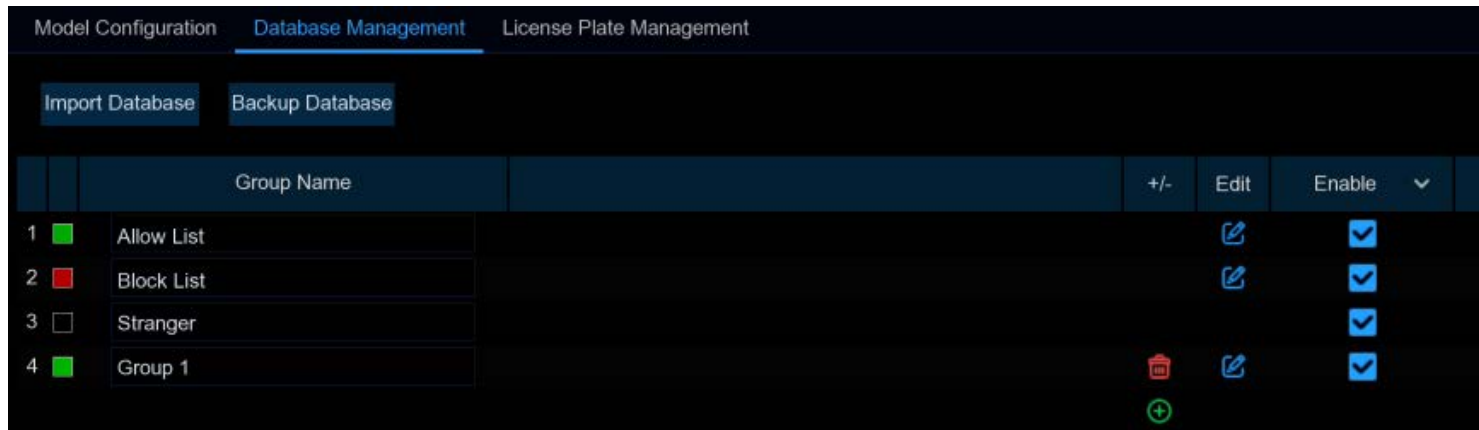 Model Configuration Database Management License Plate Management
Import Database Backup Database
Group Name +/- Edit Enable
1 Allow List
2 Block List
3 Stranger
4 Group 1